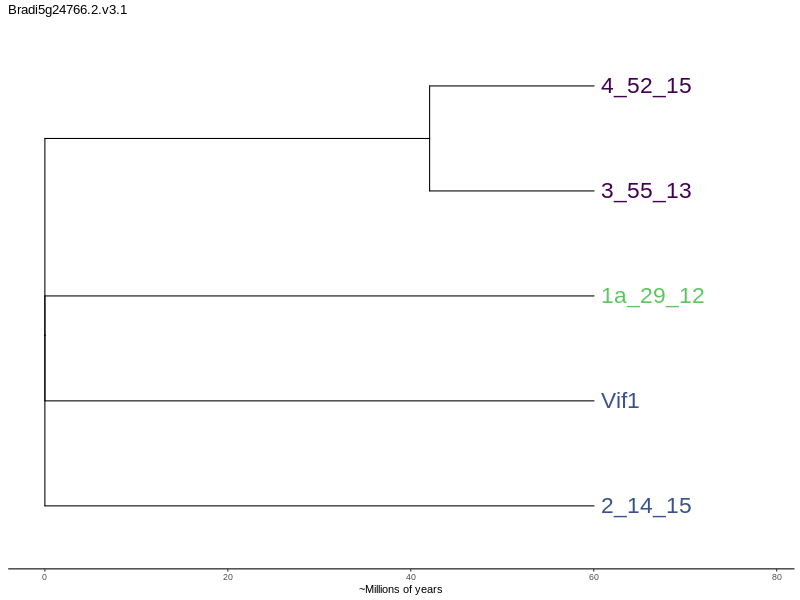 Bradi5g24766.2.v3.1
4_52_15
3_55_13
1a_29_12
Vif1
2_14_15
0 20 40 60 80
~Millions of years